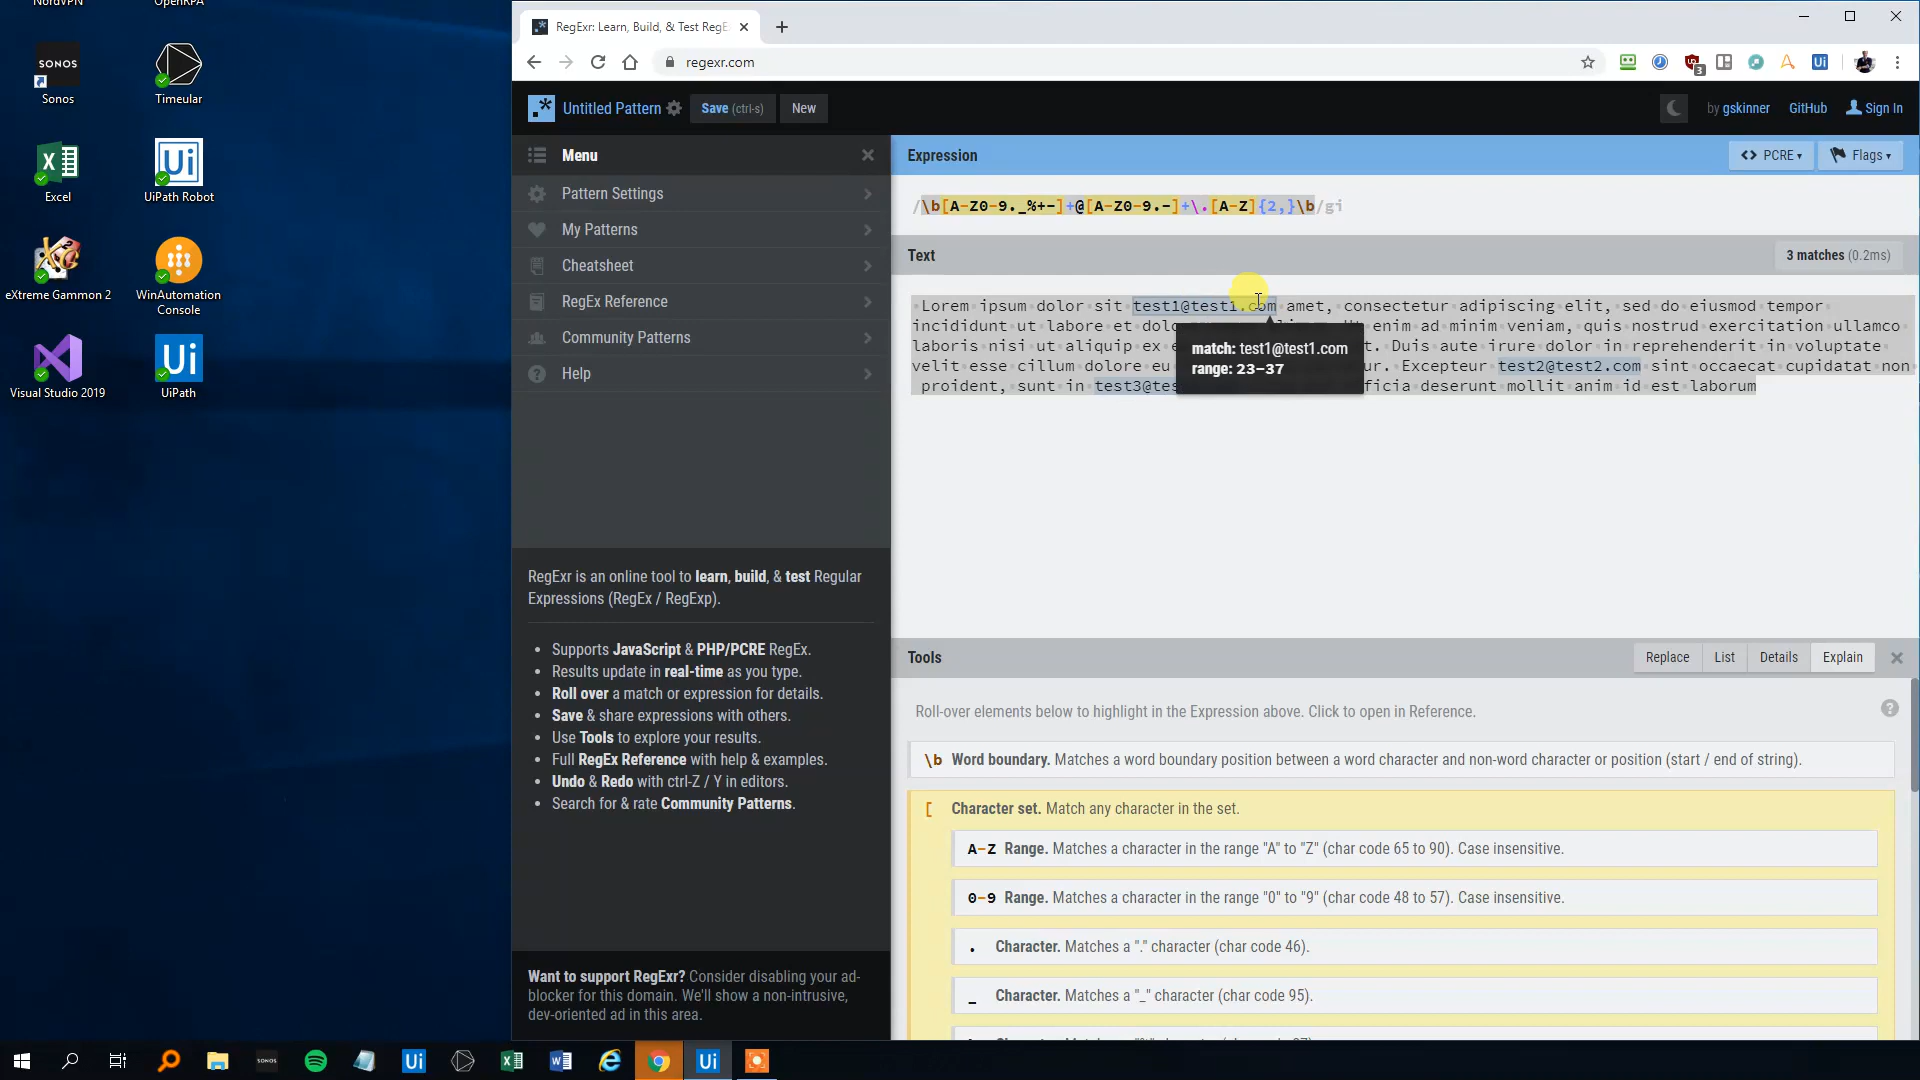 NordVPN
OpenRPA
SONOS
Sonos
Timeular
Excel
UiPath Robot
eXtreme Gammon 2
WinAutomation
Console
Visual Studio 2019
UiPath
RegExr: Learn, Build, & Test RegE
regexr.com
3
Untitled Pattern
Save (ctrl-s)
New
by gskinner
GitHub
Sign In
Menu
Pattern Settings
My Patterns
Cheatsheet
RegEx Reference
Community Patterns
Help
RegExr is an online tool to learn, build, & test Regular
Expressions (RegEx / RegExp).
Supports JavaScript & PHP/PCRE RegEx.
Results update in real-time as you type.
Roll over a match or expression for details.
Save & share expressions with others.
Use Tools to explore your results.
Full RegEx Reference with help & examples.
Undo & Redo with ctrl-Z / Y in editors.
Search for & rate Community Patterns.
Want to support RegExr? Consider disabling your ad-
blocker for this domain. We'll show a non-intrusive,
dev-oriented ad in this area.
Expression
<> PCRE
Flags
/\b[A-Z0-9._%+-]+@[A-Z0-9.-]+\.[A-Z]{2,}\b/gi
Text
3 matches (0.2ms)
Lorem ipsum dolor sit test1@test1.com amet, consectetur adipiscing elit, sed do eiusmod tempor
incididunt ut labore et enim ad minim veniam, quis nostrud exercitation ullamco
laboris nisi ut aliquip ex Duis aute irure dolor in reprehenderit in voluptate
velit esse cillum dolore eu Excepteur test2@test2.com sint occaecat cupidatat non
proident, sunt in deserunt mollit anim id est laborum
match: test1@test1.com
range: 23-37
Tools
Replace
List
Details
Explain
Roll-over elements below to highlight in the Expression above. Click to open in Reference.
\b Word boundary. Matches a word boundary position between a word character and non-word character or position (start / end of string).
[ Character set. Match any character in the set.
A-Z Range. Matches a character in the range "A" to "Z" (char code 65 to 90). Case insensitive.
0-9 Range. Matches a character in the range "0" to "9" (char code 48 to 57). Case insensitive.
. Character. Matches a "." character (char code 46).
_ Character. Matches a "_" character (char code 95).